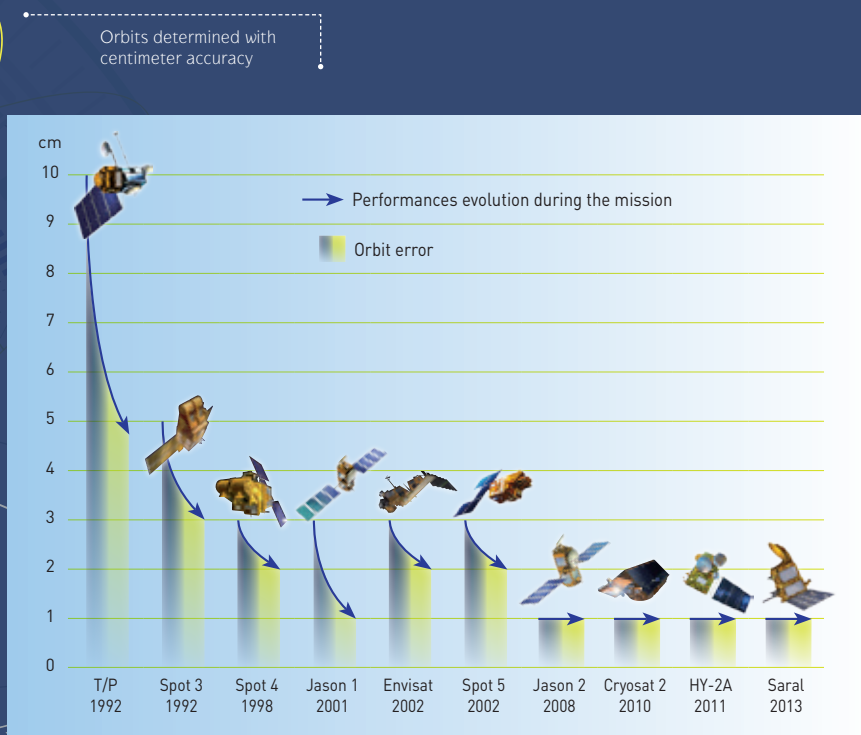 Orbits determined with
centimeter accuracy
cm
10
Performances evolution during the mission
9
Orbit error
8
7
6
5
4
3
2
1
0
T/P Spot 3 Spot 4 Jason 1 Envisat Spot 5 Jason 2 Cryosat 2 HY-2A Saral
1992 1992 1998 2001 2002 2002 2008 2010 2011 2013